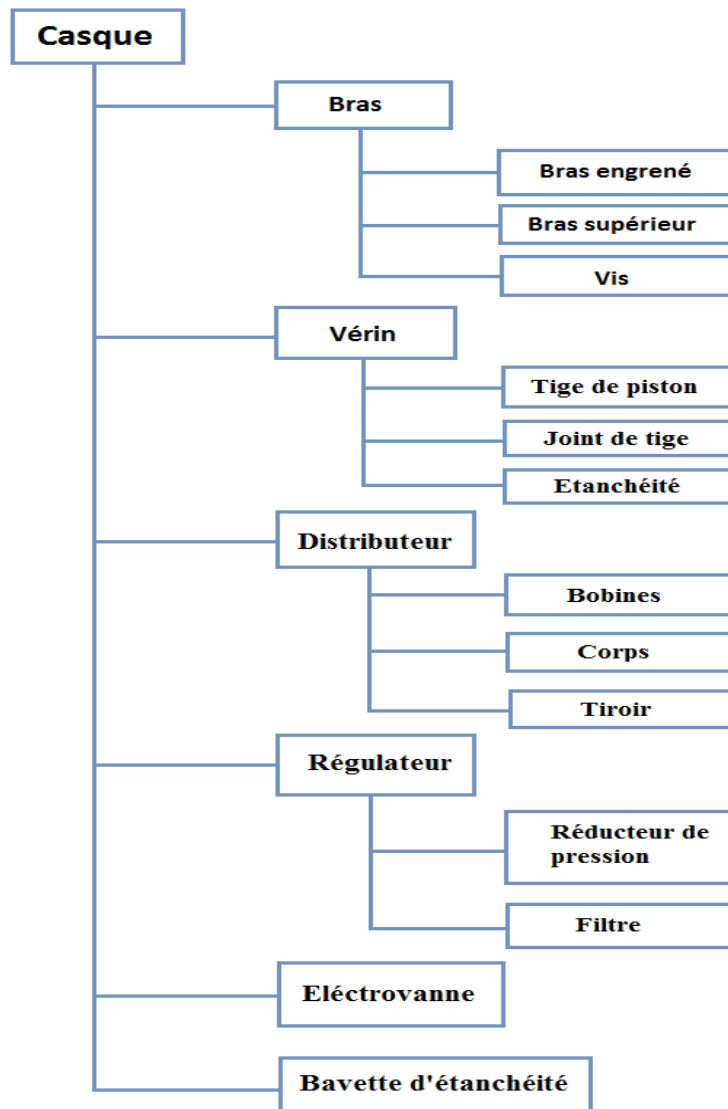 Casque
Bras
Bras engrené
Bras supérieur
Vis
Vérin
Tige de piston
Joint de tige
Etanchéité
Distributeur
Bobines
Corps
Tiroir
Régulateur
Réducteur de
pression
Filtre
Eléctrovanne
Bavette d'étanchéité